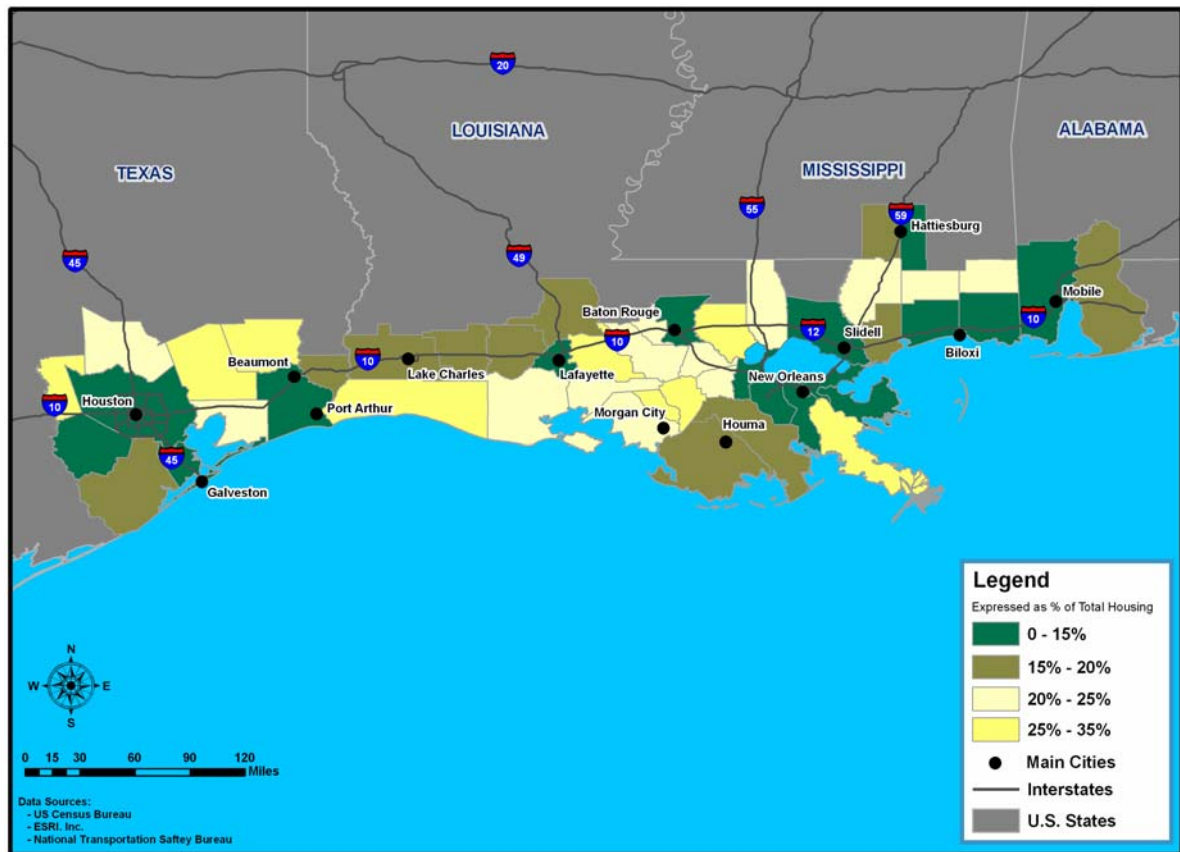 20
LOUISIANA
ALABAMA
TEXAS
MISSISSIPPI
55
59
Hattiesburg
45
49
Mobile
Baton Rouge
10
10
12
Slidell
Beaumont
10
Biloxi
Lake Charles
Lafayette
New Orleans
10
Houston
Port Arthur
Morgan City
Houma
45
Galveston
Legend
Expressed as % of Total Housing
0 - 15%
15% - 20%
20% - 25%
25% - 35%
Main Cities
Interstates
U.S. States
N
W E
S
0 15 30 60 90 120
Miles
Data Sources:
- US Census Bureau
- ESRI. Inc.
- National Transportation Saftey Bureau